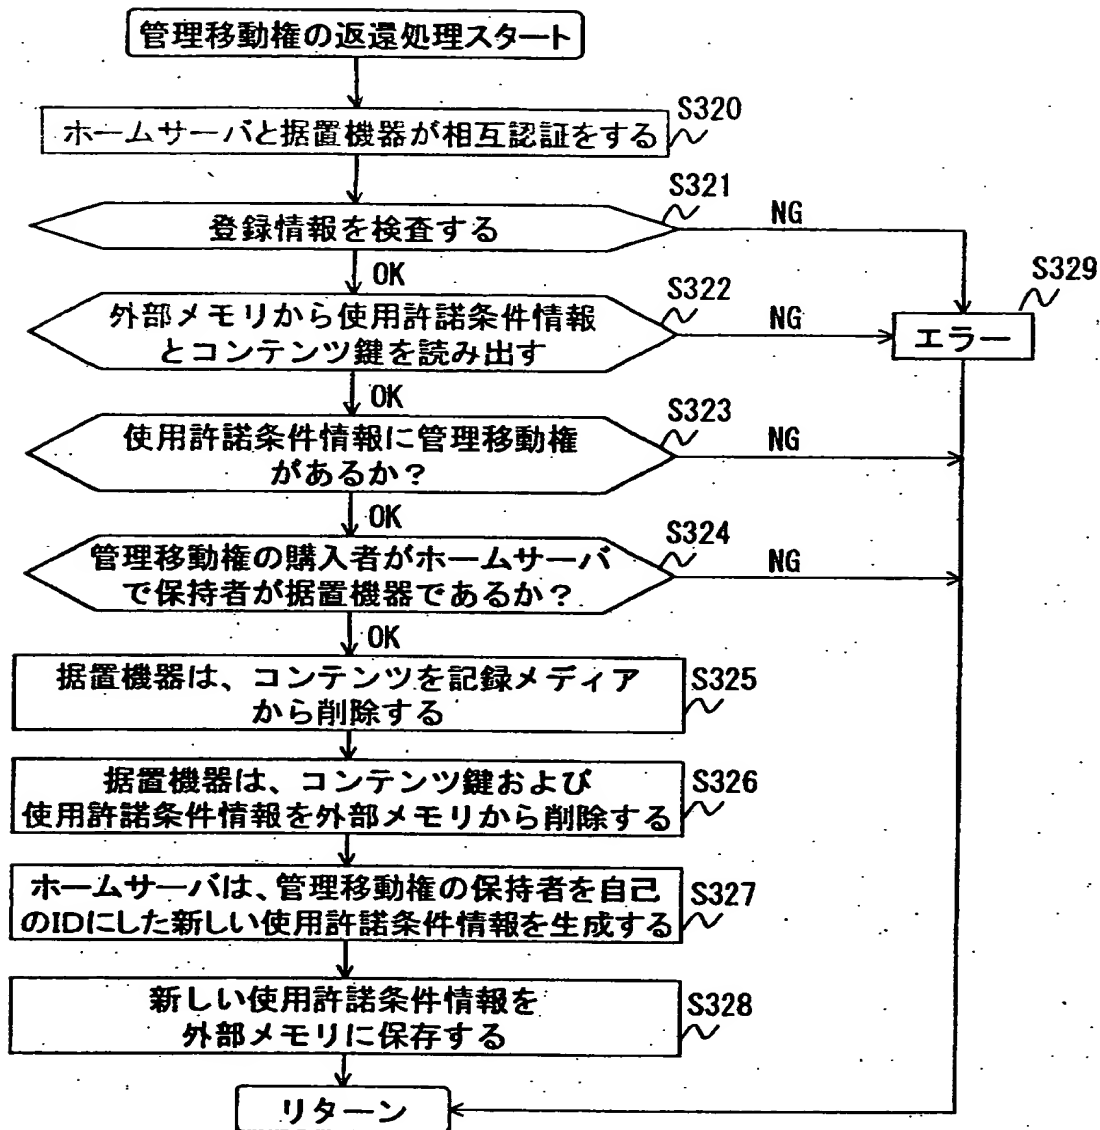 管理移動権の返還処理スタート
S320
ホームサーバと据置機器が相互認証をする
S321
登録情報を検査する
NG
OK
S322
外部メモリから使用許諾条件情報
とコンテンツ鍵を読み出す
NG
S329
エラー
OK
S323
使用許諾条件情報に管理移動権
があるか?
NG
OK
S324
管理移動権の購入者がホームサーバ
で保持者が据置機器であるか?
NG
OK
据置機器は、コンテンツを記録メディア
から削除する
S325
据置機器は、コンテンツ鍵および
使用許諾条件情報を外部メモリから削除する
S326
ホームサーバは、管理移動権の保持者を自己
のIDにした新しい使用許諾条件情報を生成する
S327
新しい使用許諾条件情報を
外部メモリに保存する
S328
リターン